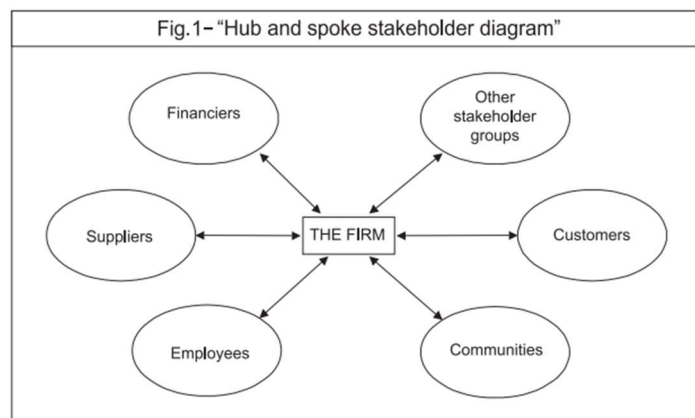 Fig.1– “Hub and spoke stakeholder diagram”
Financiers
Other
stakeholder
groups
Suppliers
THE FIRM
Customers
Employees
Communities